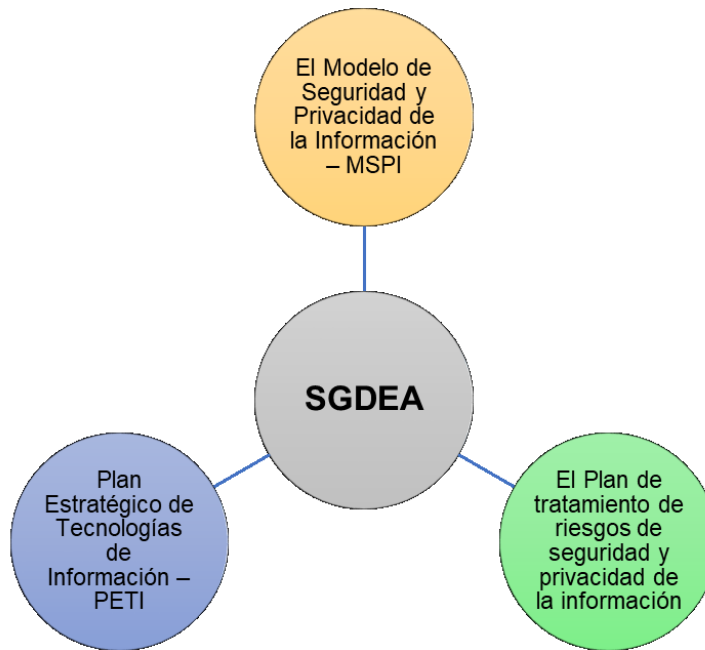 El Modelo de
Seguridad y
Privacidad de
la Información
– MSPI
SGDEA
Plan
Estratégico de
Tecnologías
de
Información –
PETI
El Plan de
tratamiento de
riesgos de
seguridad y
privacidad de
la información